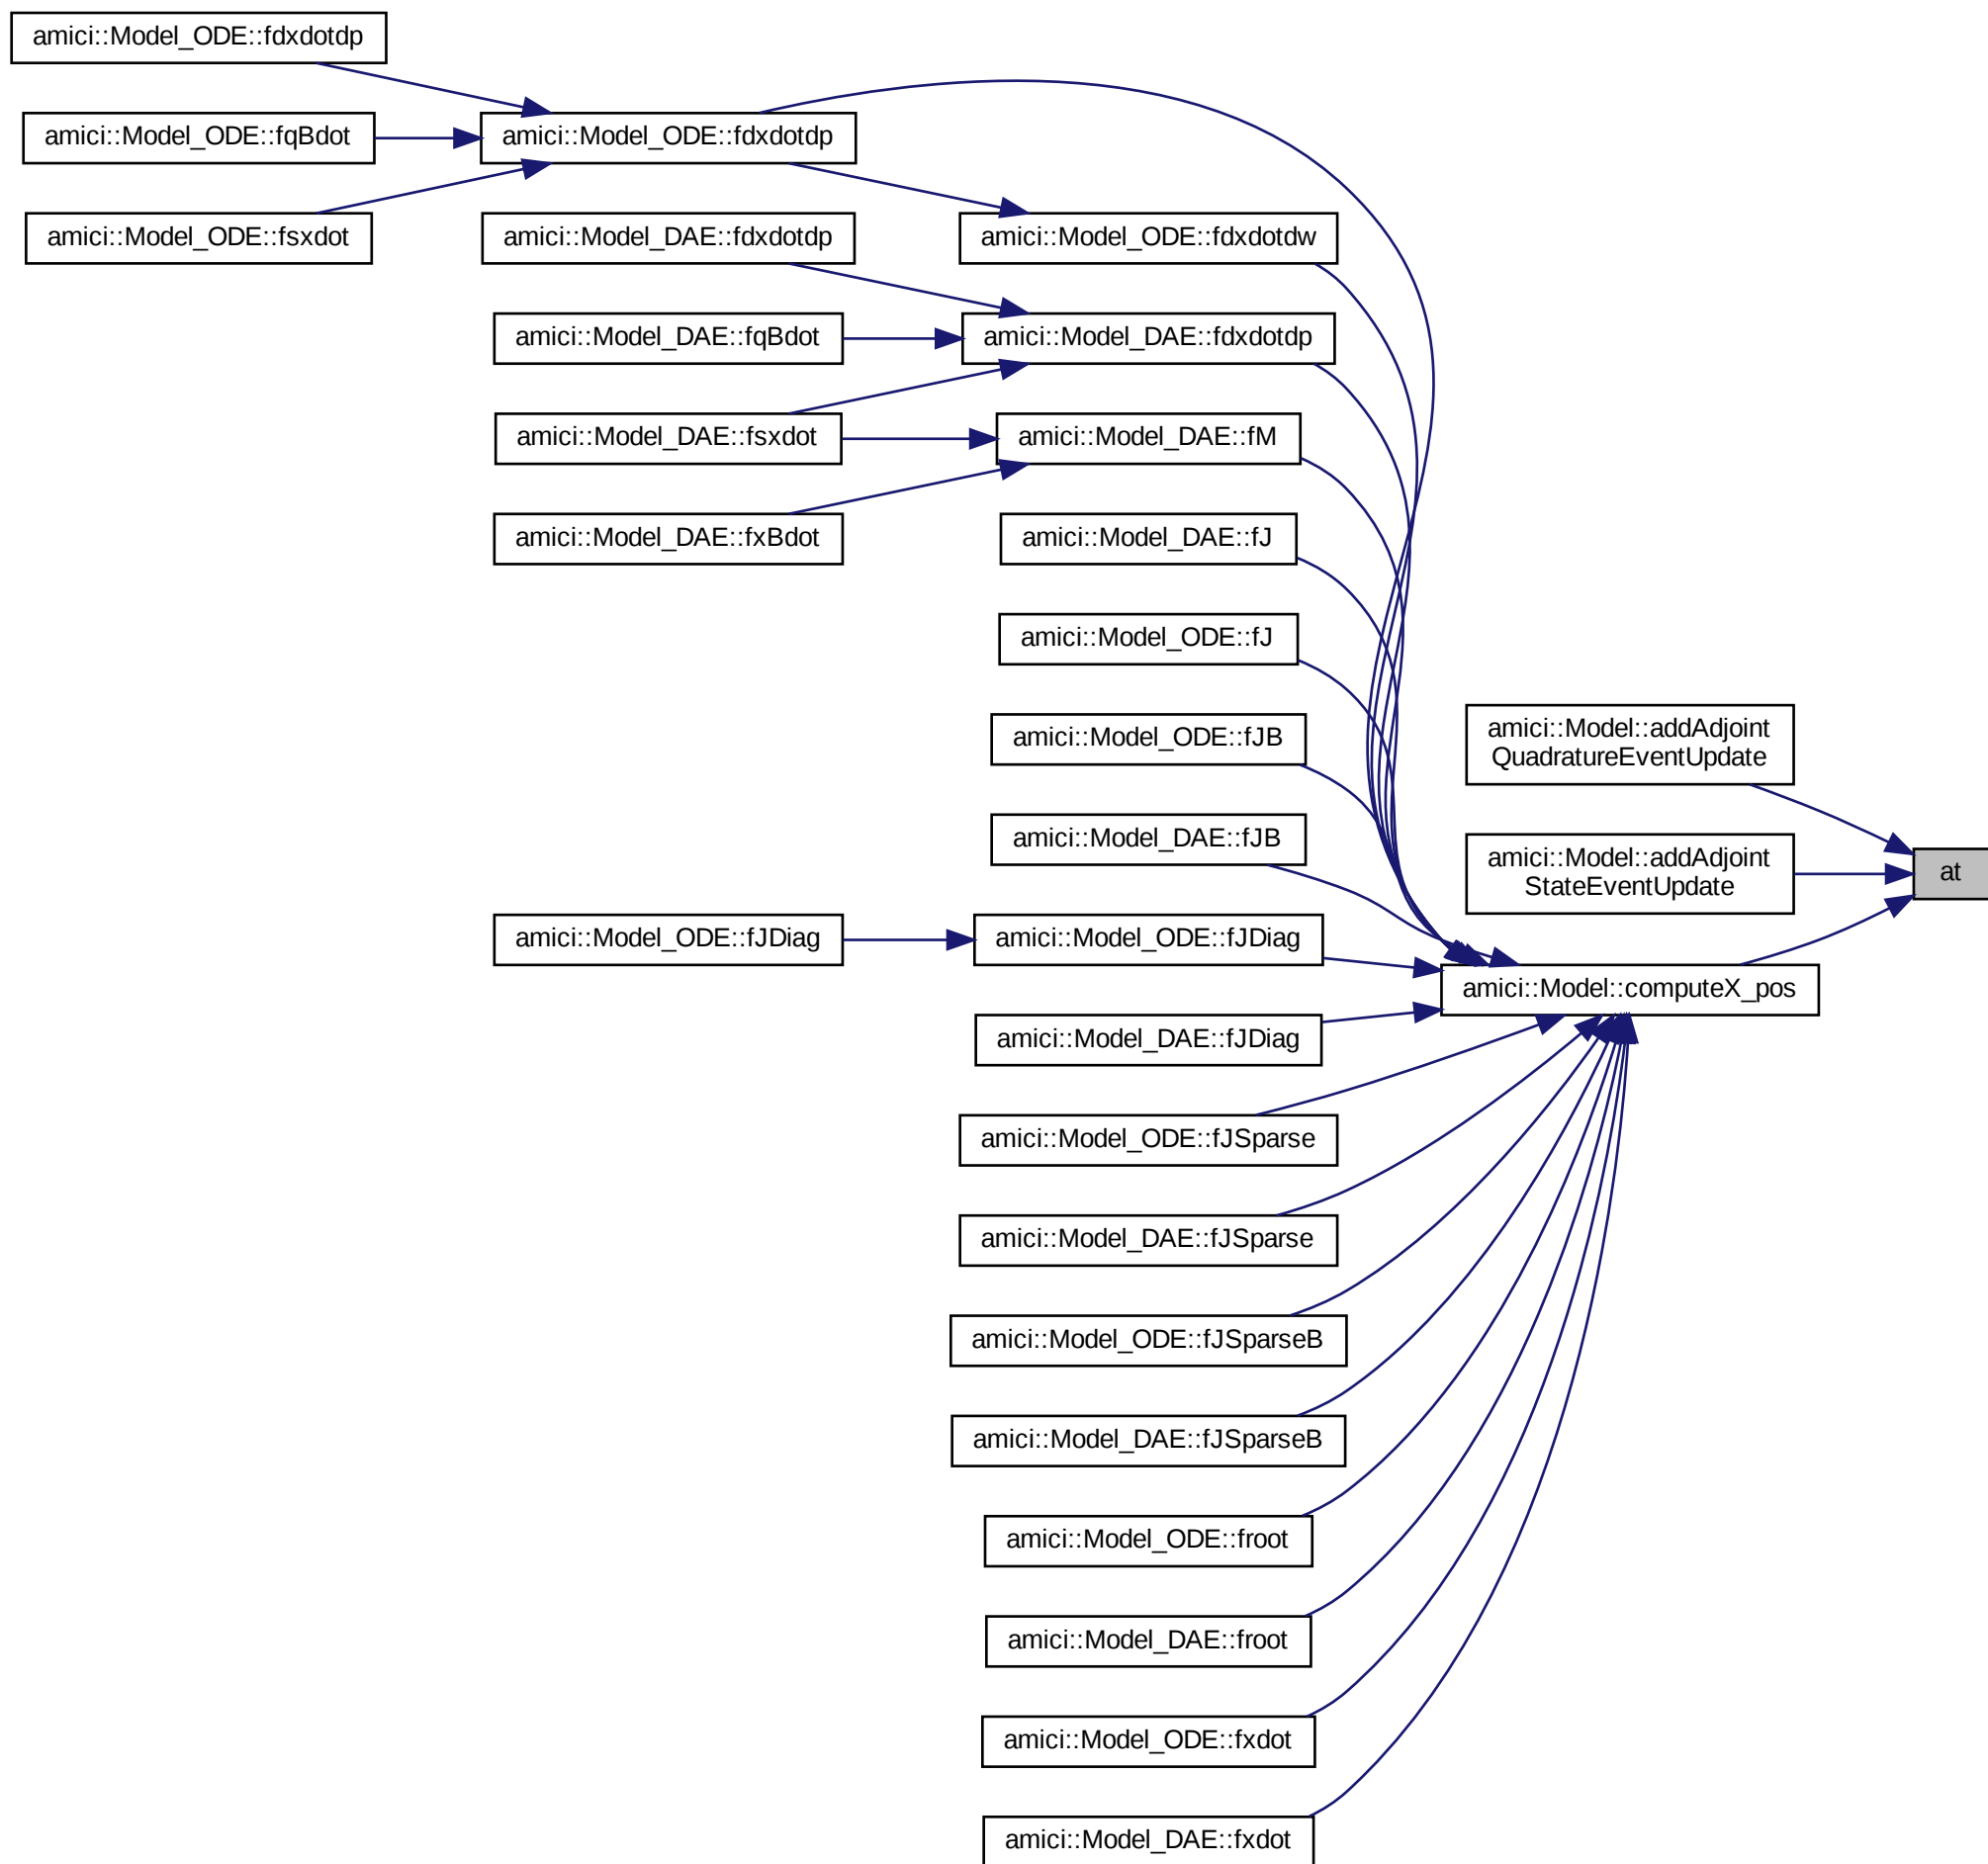 amici::Model_ODE::fdxdotdp
amici::Model_ODE::fqBdot
amici::Model_ODE::fdxdotdp
amici::Model_ODE::fsxdot
amici::Model_DAE::fdxdotdp
amici::Model_ODE::fdxdotdw
amici::Model_DAE::fqBdot
amici::Model_DAE::fdxdotdp
amici::Model_DAE::fsxdot
amici::Model_DAE::fM
amici::Model_DAE::fxBdot
amici::Model_DAE::fJ
amici::Model_ODE::fJ
amici::Model_ODE::fJB
amici::Model::addAdjoint
QuadratureEventUpdate
amici::Model_DAE::fJB
amici::Model::addAdjoint
StateEventUpdate
at
amici::Model_ODE::fJDiag
amici::Model_ODE::fJDiag
amici::Model::computeX_pos
amici::Model_DAE::fJDiag
amici::Model_ODE::fJSparse
amici::Model_DAE::fJSparse
amici::Model_ODE::fJSparseB
amici::Model_DAE::fJSparseB
amici::Model_ODE::froot
amici::Model_DAE::froot
amici::Model_ODE::fxdot
amici::Model_DAE::fxdot